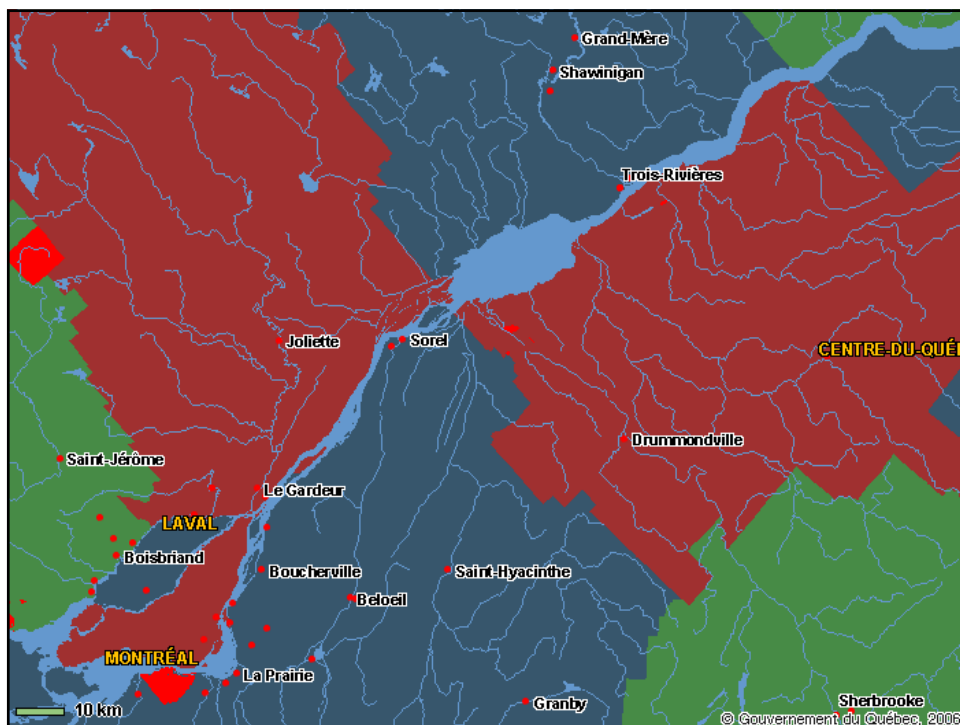 Grand-Mère
Shawinigan
Trois-Rivières
Joliette
Sorel
CENTRE-DU-QUÉ
Drummondville
Saint-Jérôme
Le Gardeur
LAVAL
Boisbriand
Boucherville
Saint-Hyacinthe
Beloeil
MONTRÉAL
La Prairie
Granby
Sherbrooke
10 km
© Gouvernement du Québec, 2006